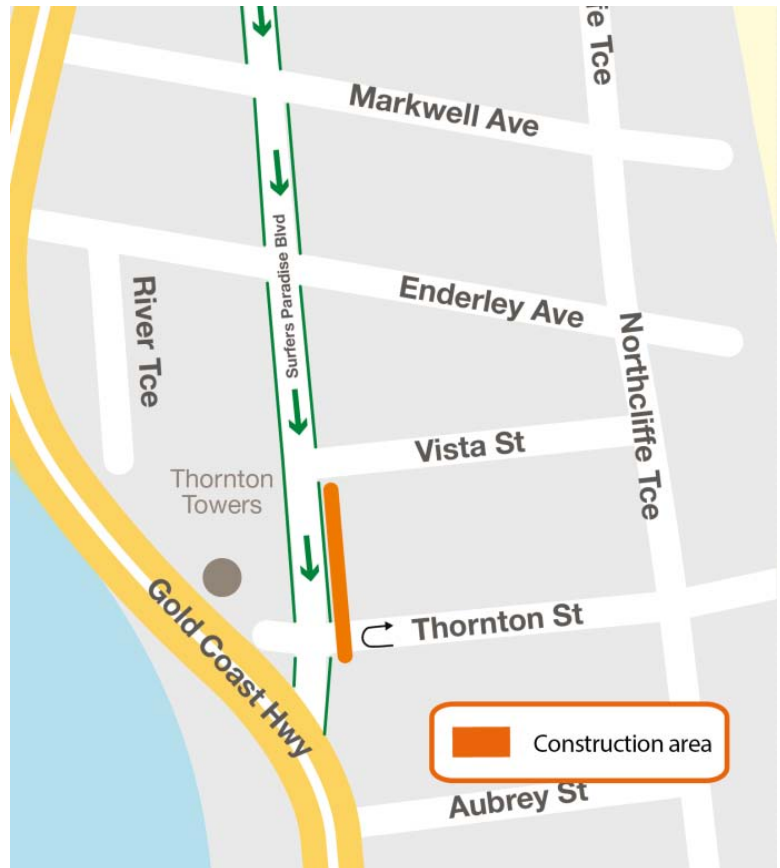 ie Tce
Markwell Ave
Surfers Paradise Blvd
Enderley Ave
River Tce
Northcliffe Tce
Vista St
Thornton
Towers
Gold Coast Hwy
Thornton St
Construction area
Aubrey St